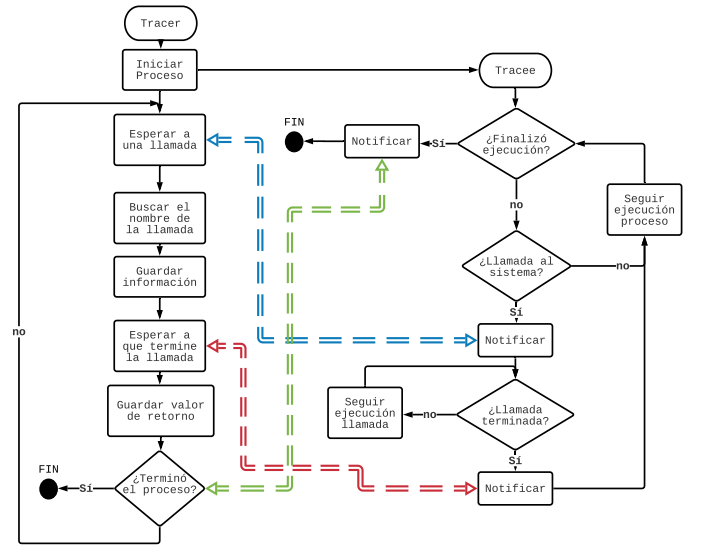 Tracer
Iniciar
Proceso
Tracee
FIN
Notificar
Sí
¿Finalizó
ejecución?
Esperar a
una llamada
Buscar el
nombre de
la llamada
Seguir
ejecución
proceso
no
¿Llamada al
sistema?
no
Guardar
información
Sí
no
Esperar a
que termine
la llamada
Notificar
Guardar valor
de retorno
Seguir
ejecución
llamada
no
¿Llamada
terminada?
Sí
FIN
Sí
¿Terminó
el proceso?
Notificar